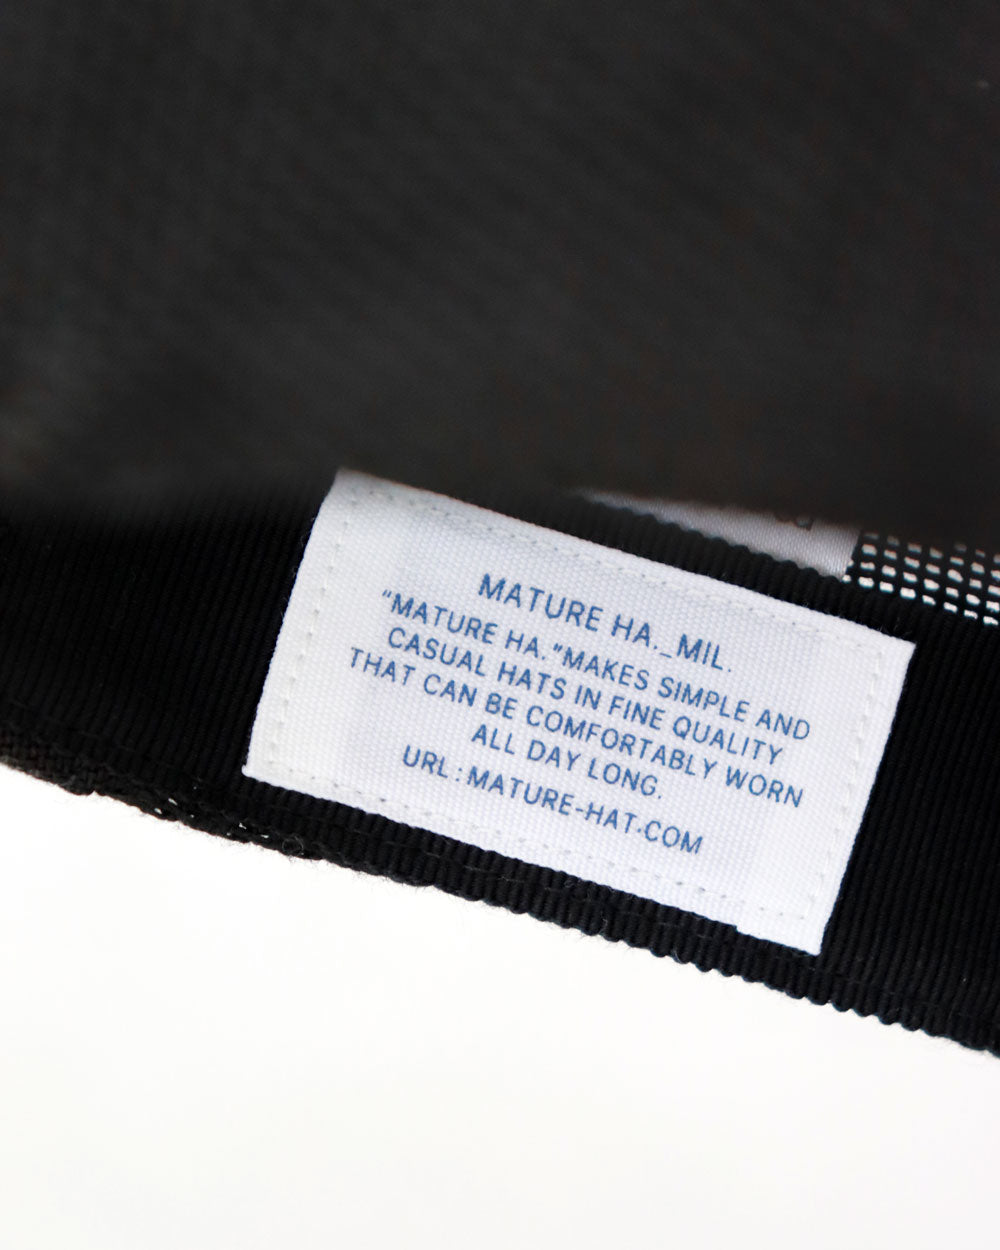 MATURE HA._MIL.
“MATURE HA.”MAKES SIMPLE AND
CASUAL HATS IN FINE QUALITY
THAT CAN BE COMFORTABLY WORN
ALL DAY LONG.
URL:MATURE-HAT.COM